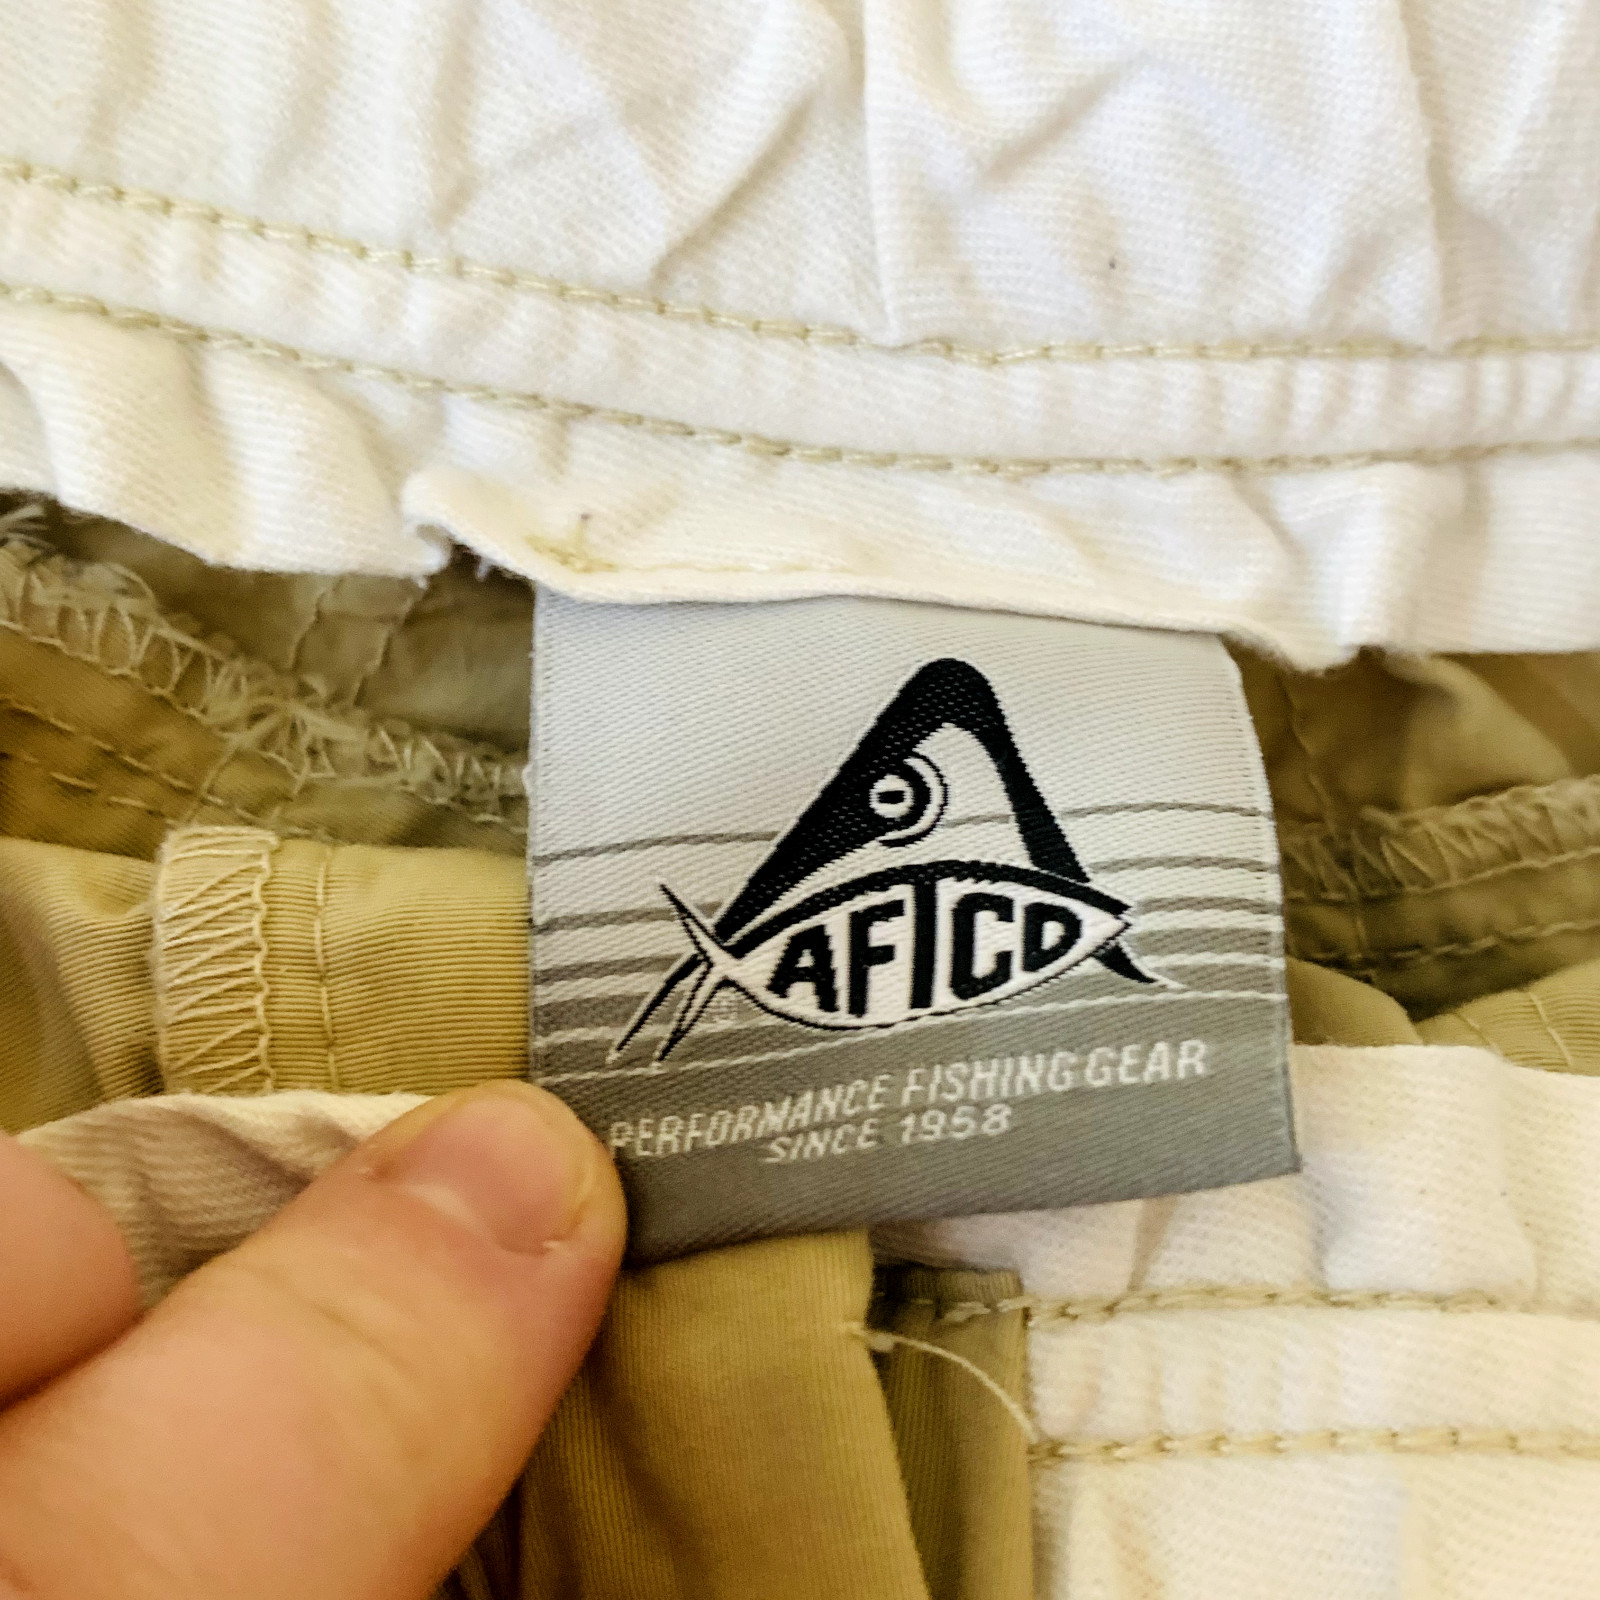 AFTCO
PERFORMANCE FISHING GEAR
SINCE 1958